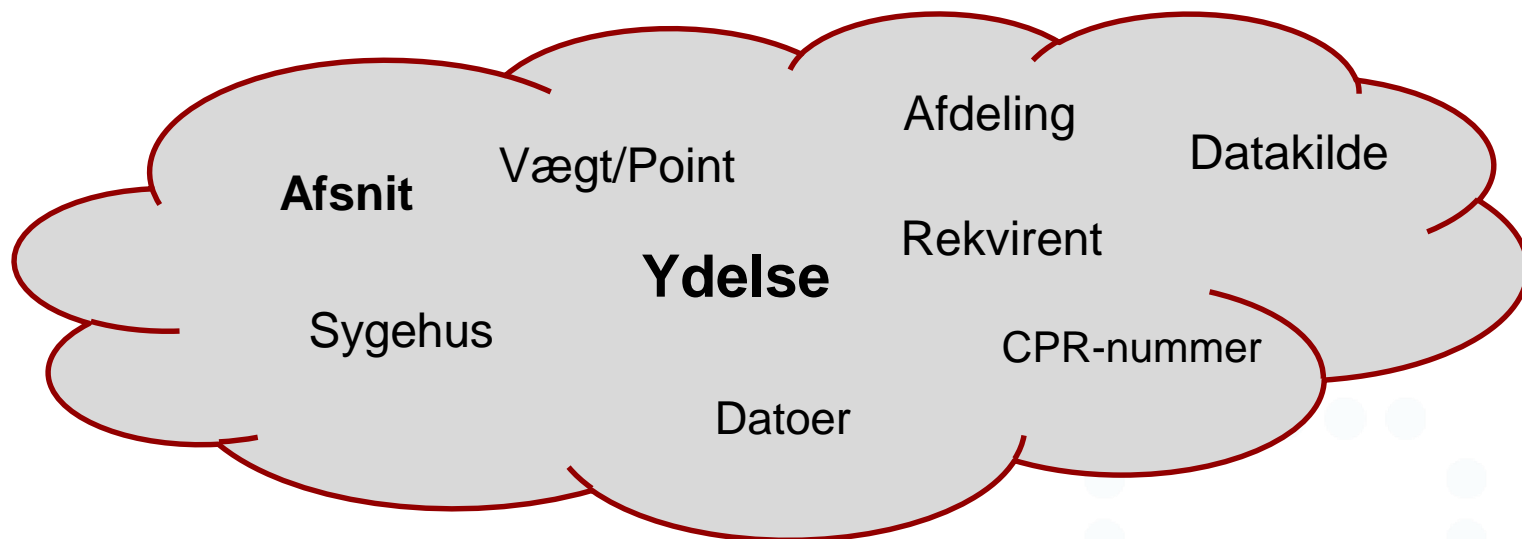 Afdeling
Datakilde
Vægt/Point
Afsnit
Rekvirent
Ydelse
Sygehus
CPR-nummer
Datoer